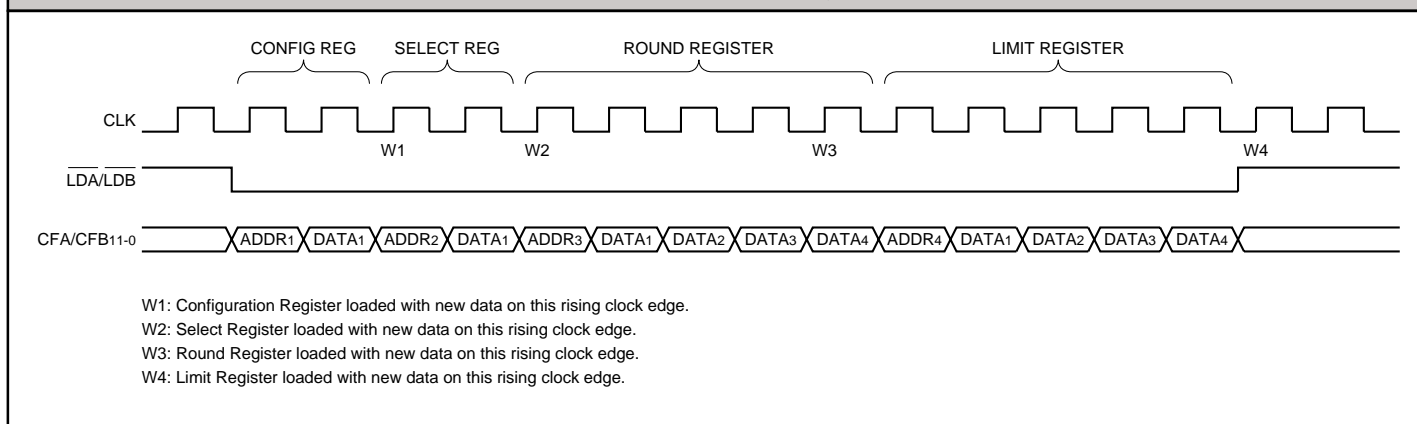 CONFIG REG SELECT REG ROUND REGISTER LIMIT REGISTER
CLK
W1 W2 W3 W4
LDA/LDB
CFA/CFB11-0 ADDR1 DATA1 ADDR2 DATA1 ADDR3 DATA1 DATA2 DATA3 DATA4 ADDR4 DATA1 DATA2 DATA3 DATA4
W1: Configuration Register loaded with new data on this rising clock edge.
W2: Select Register loaded with new data on this rising clock edge.
W3: Round Register loaded with new data on this rising clock edge.
W4: Limit Register loaded with new data on this rising clock edge.